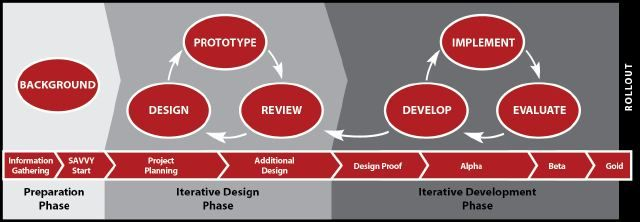 PROTOTYPE
IMPLEMENT
BACKGROUND
DESIGN
REVIEW
DEVELOP
EVALUATE
ROLLOUT
Information
Gathering
SAVVY
Start
Project
Planning
Additional
Design
Design Proof
Alpha
Beta
Gold
Preparation
Phase
Iterative Design
Phase
Iterative Development
Phase